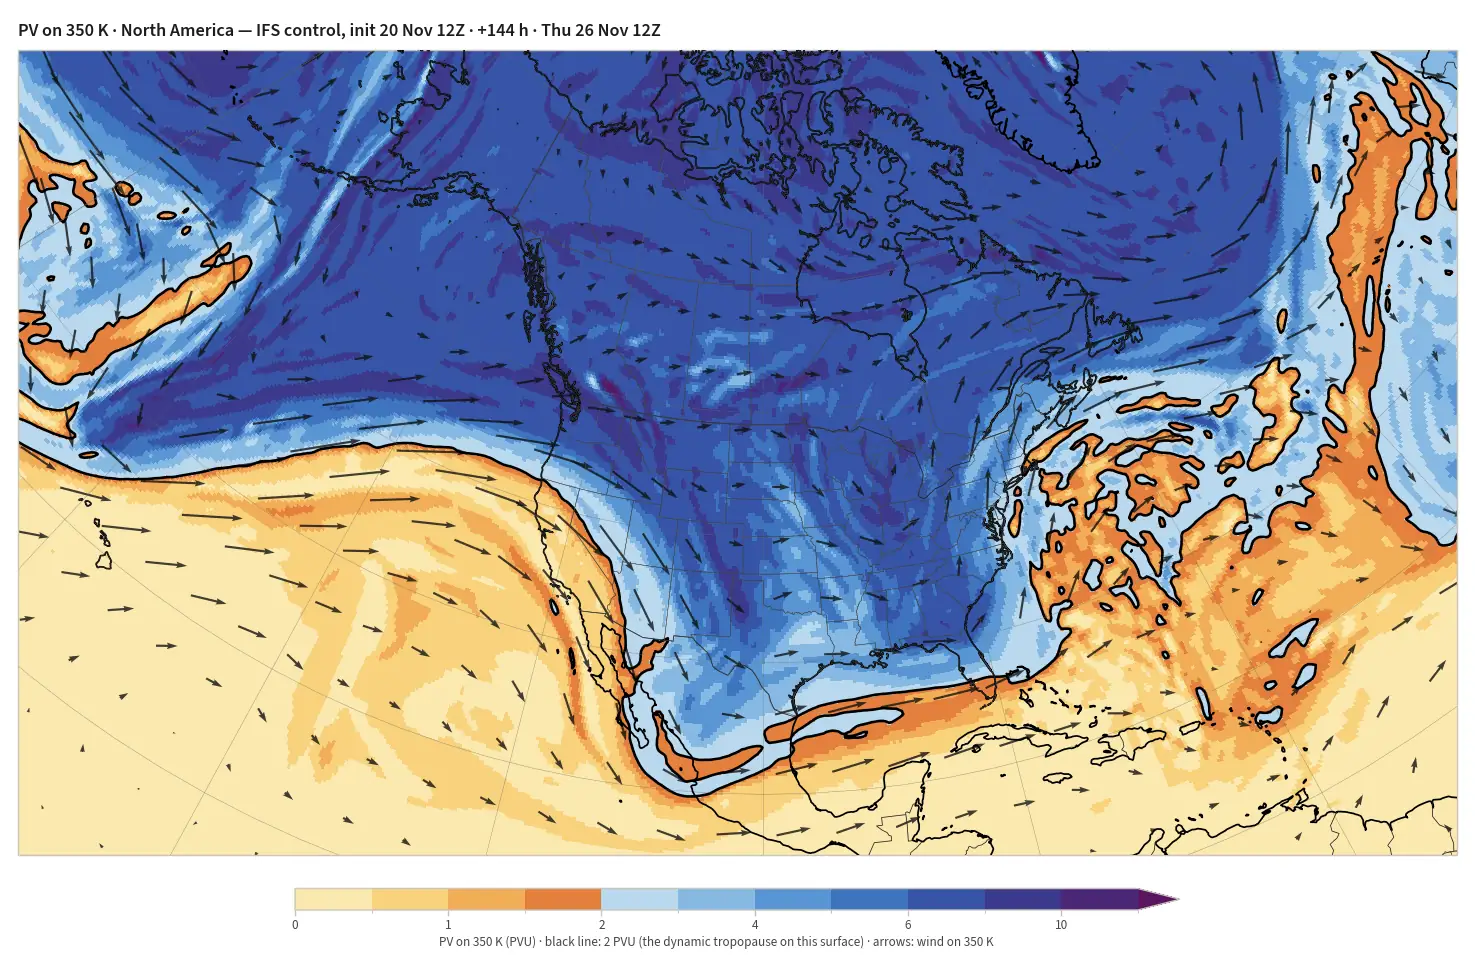 PV on 350 K · North America — IFS control, init 20 Nov 12Z · +144 h · Thu 26 Nov 12Z
0 1 2 4 6 10
PV on 350 K (PVU) · black line: 2 PVU (the dynamic tropopause on this surface) · arrows: wind on 350 K